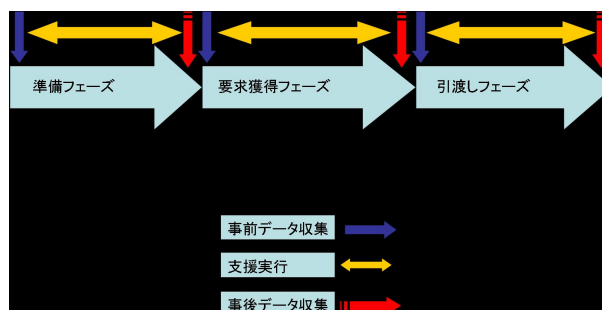 準備フェーズ
要求獲得フェーズ
引渡しフェーズ
事前データ収集
支援実行
事後データ収集